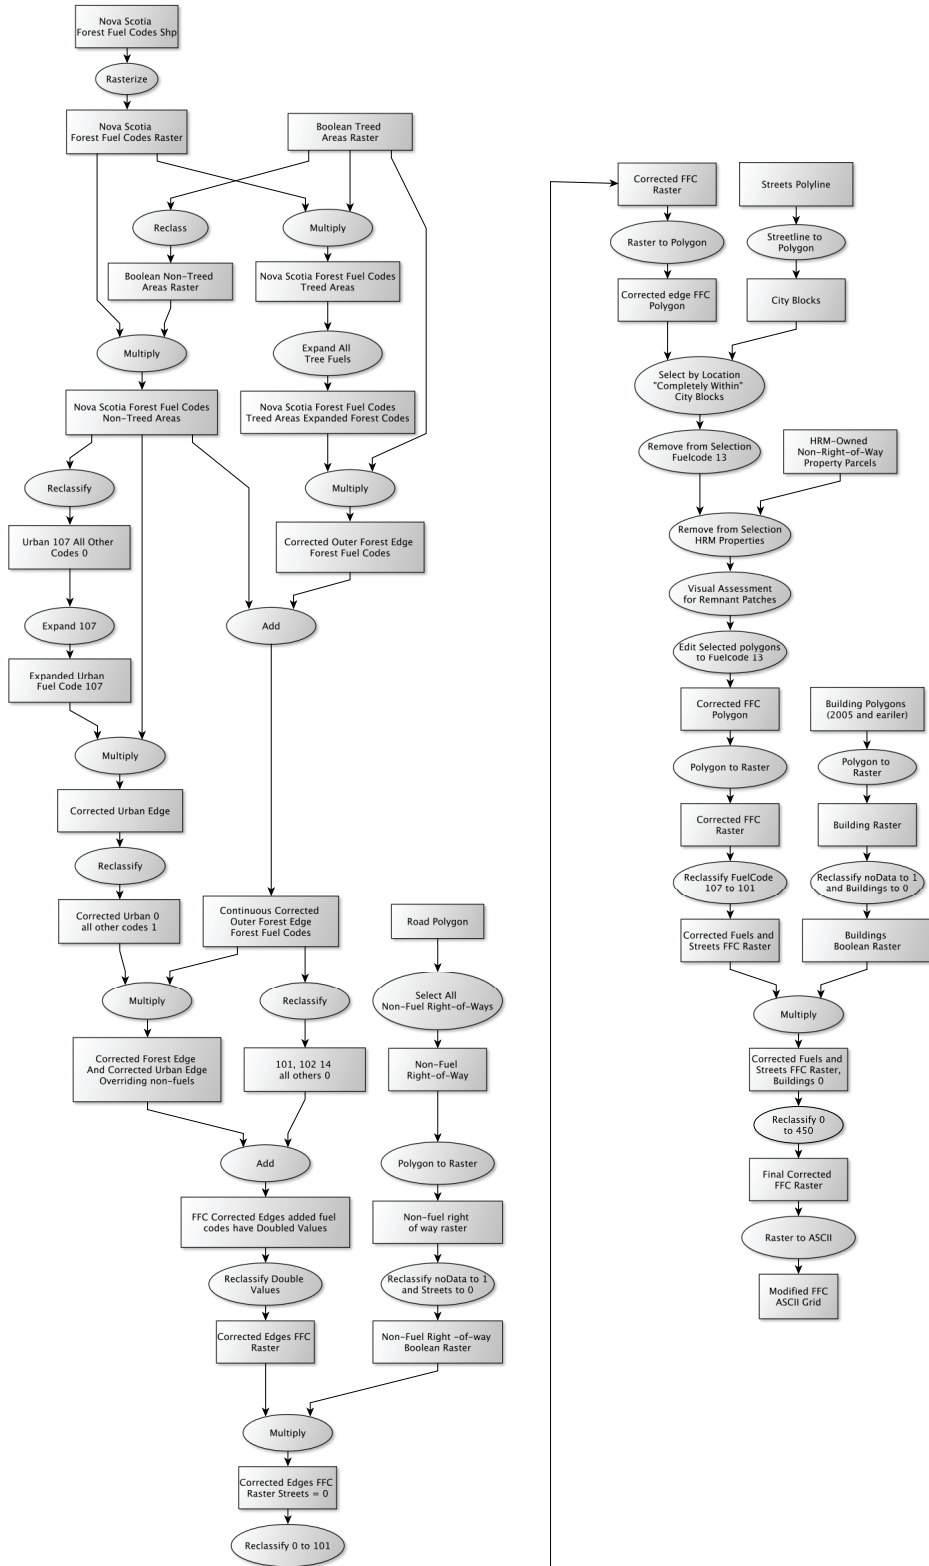 Nova Scotia
Forest Fuel Codes Shp
Rasterize
Nova Scotia
Forest Fuel Codes Raster
Boolean Treed
Areas Raster
Reclass
Multiply
Boolean Non-Treed
Areas Raster
Nova Scotia Forest Fuel Codes
Treed Areas
Multiply
Expand All
Tree Fuels
Nova Scotia Forest Fuel Codes
Non-Treed Areas
Nova Scotia Forest Fuel Codes
Treed Areas Expanded Forest Codes
Reclassify
Multiply
Urban 107 All Other
Codes 0
Corrected Outer Forest Edge
Forest Fuel Codes
Expand 107
Add
Expanded Urban
Fuel Code 107
Multiply
Corrected Urban Edge
Reclassify
Corrected Urban 0
all other codes 1
Continuous Corrected
Outer Forest Edge
Forest Fuel Codes
Road Polygon
Multiply
Reclassify
Select All
Non-Fuel Right-of-Ways
Corrected Forest Edge
And Corrected Urban Edge
Overriding non-fuels
101, 102 14
all others 0
Non-Fuel
Right-of-Way
Add
Polygon to Raster
FFC Corrected Edges added fuel
codes have Doubled Values
Non-fuel right
of way raster
Reclassify Double
Values
Reclassify noData to 1
and Streets to 0
Corrected Edges FFC
Raster
Non-Fuel Right -of-way
Boolean Raster
Multiply
Corrected Edges FFC
Raster Streets = 0
Reclassify 0 to 101
Corrected FFC
Raster
Streets Polyline
Raster to Polygon
Streetline to
Polygon
Corrected edge FFC
Polygon
City Blocks
Select by Location
"Completely Within"
City Blocks
Remove from Selection
Fuelcode 13
HRM-Owned
Non-Right-of-Way
Property Parcels
Remove from Selection
HRM Properties
Visual Assessment
for Remnant Patches
Edit Selected polygons
to Fuelcode 13
Corrected FFC
Polygon
Building Polygons
(2005 and eariler)
Polygon to Raster
Polygon to
Raster
Corrected FFC
Raster
Building Raster
Reclassify FuelCode
107 to 101
Reclassify noData to 1
and Buildings to 0
Corrected Fuels and
Streets FFC Raster
Buildings
Boolean Raster
Multiply
Corrected Fuels and
Streets FFC Raster,
Buildings 0
Reclassify 0
to 450
Final Corrected
FFC Raster
Raster to ASCII
Modified FFC
ASCII Grid